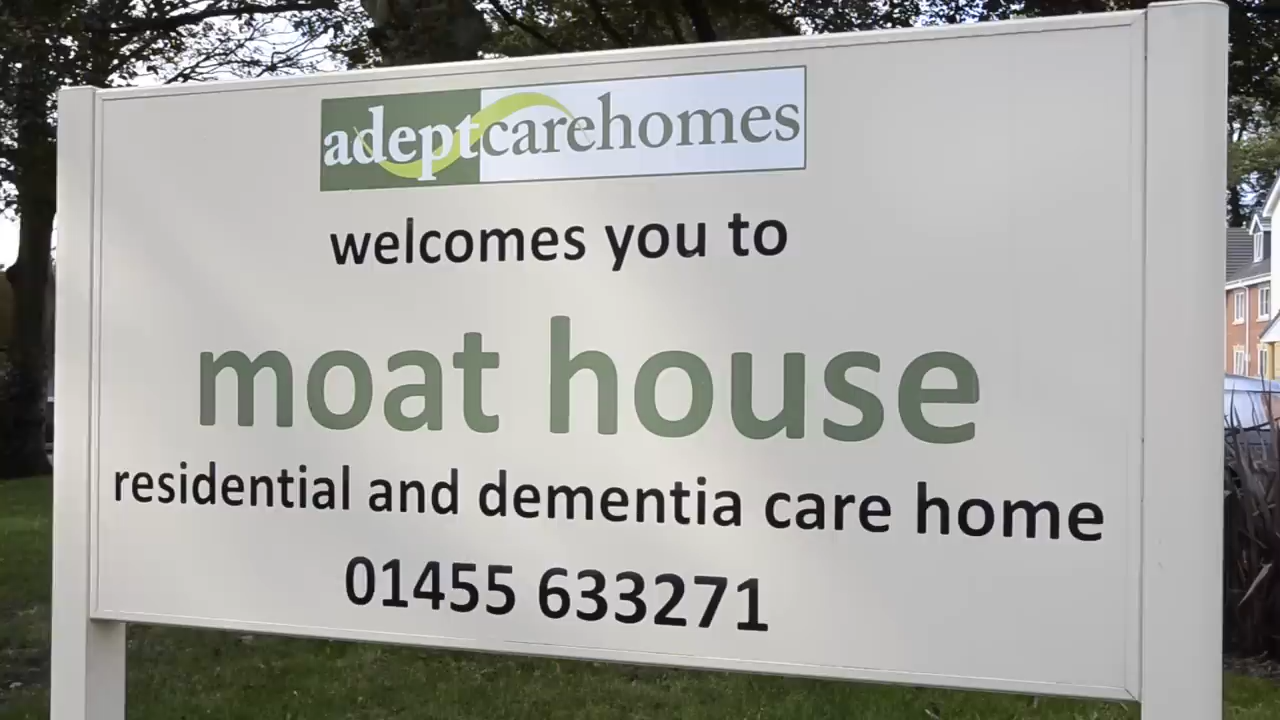 adeptcarehomes
welcomes you to
moat house
residential and dementia care home
01455 633271